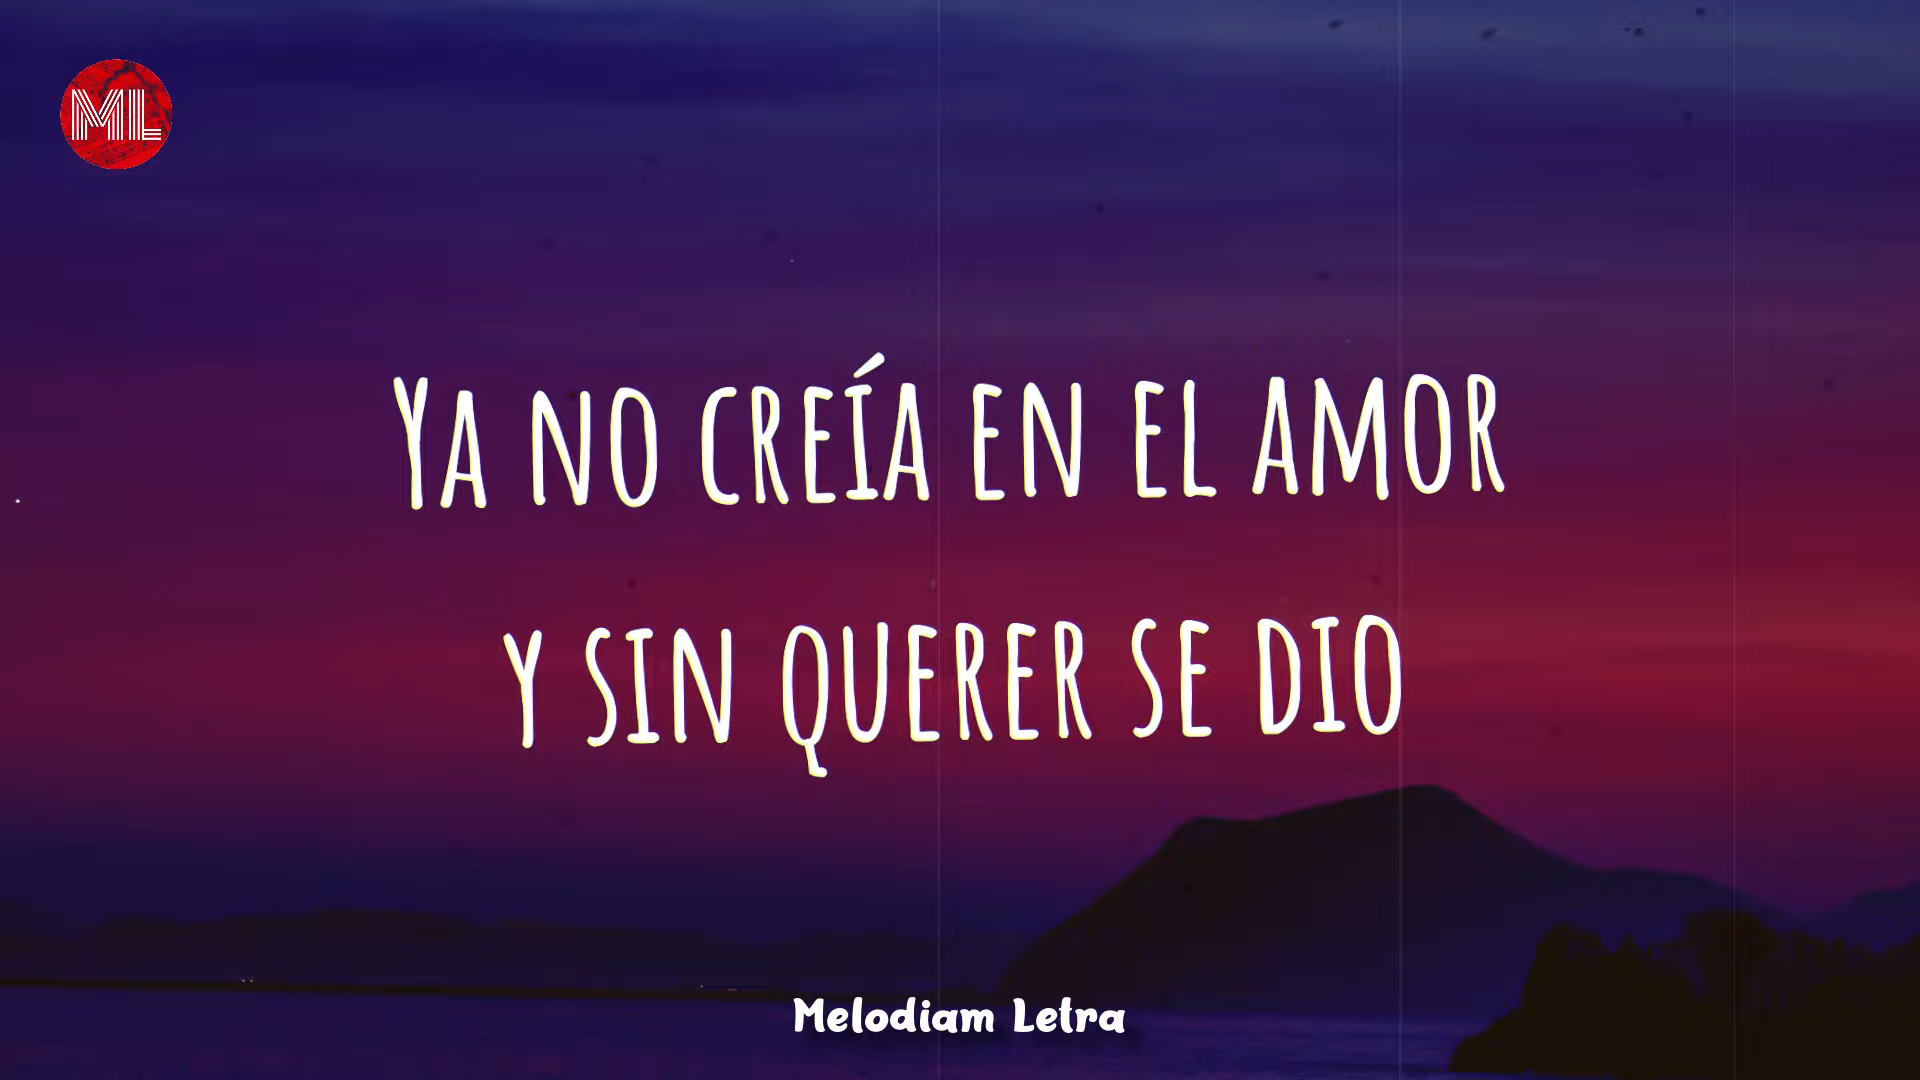 ML
Ya no creía en el amor
Y sin querer se dio
Melodiam Letra